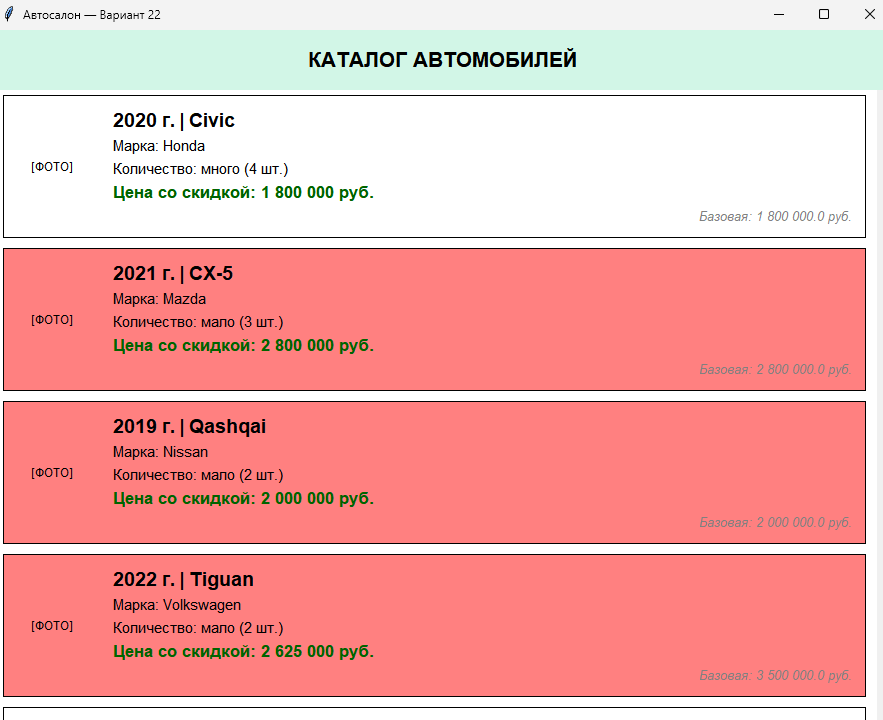 Автосалон — Вариант 22
КАТАЛОГ АВТОМОБИЛЕЙ
2020 г. | Civic
Марка: Honda
[ФОТО]
Количество: много (4 шт.)
Цена со скидкой: 1 800 000 руб.
Базовая: 1 800 000.0 руб.
2021 г. | CX-5
Марка: Mazda
[ФОТО]
Количество: мало (3 шт.)
Цена со скидкой: 2 800 000 руб.
Базовая: 2 800 000.0 руб.
2019 г. | Qashqai
Марка: Nissan
[ФОТО]
Количество: мало (2 шт.)
Цена со скидкой: 2 000 000 руб.
Базовая: 2 000 000.0 руб.
2022 г. | Tiguan
Марка: Volkswagen
[ФОТО]
Количество: мало (2 шт.)
Цена со скидкой: 2 625 000 руб.
Базовая: 3 500 000.0 руб.